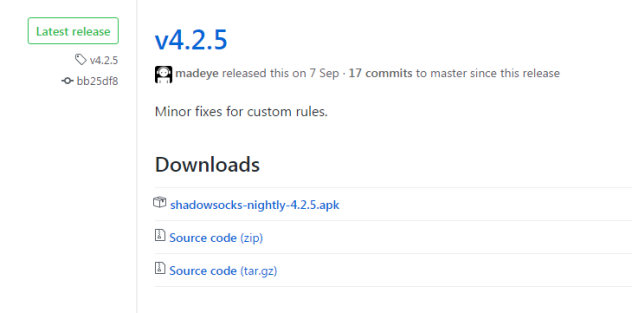 Latest release
v4.2.5
bb25df8
v4.2.5
madeye released this on 7 Sep · 17 commits to master since this release
Minor fixes for custom rules.
Downloads
shadowsocks-nightly-4.2.5.apk
Source code (zip)
Source code (tar.gz)